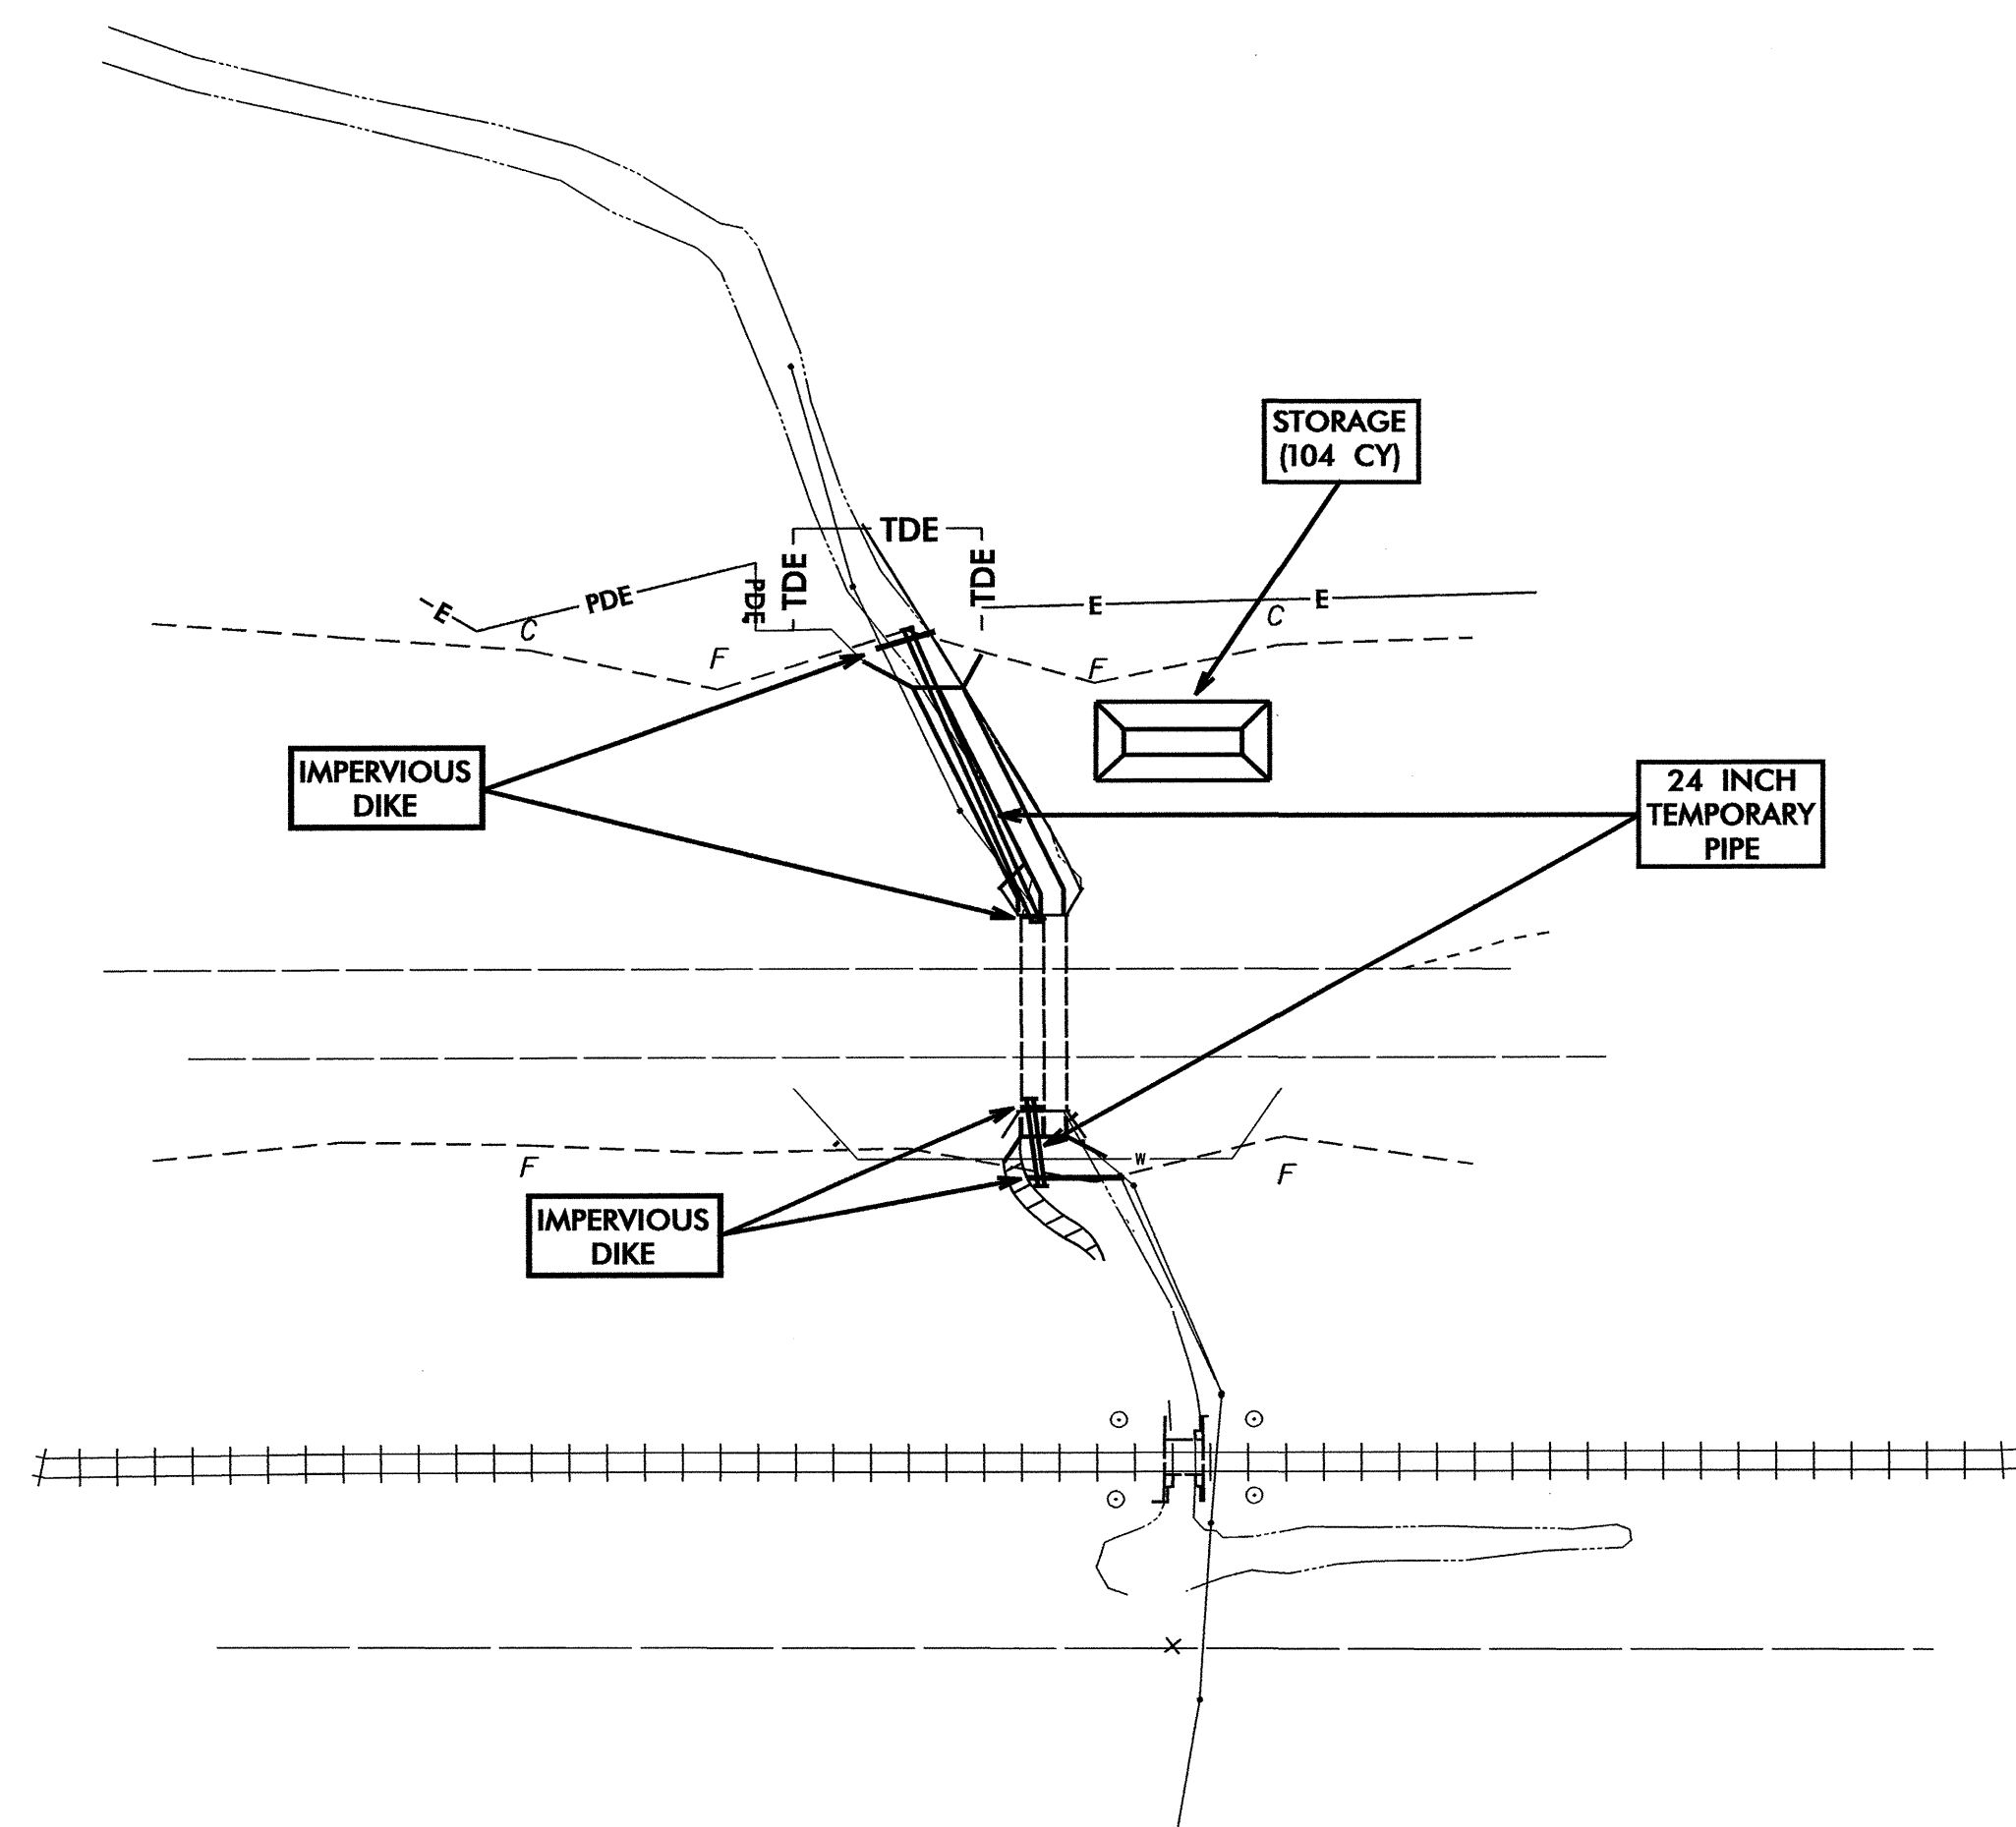 STORAGE
(104 CY)
TDE
TDE
TDE
PDE
PDE
E
E
E
C
C
F
F
IMPERVIOUS
DIKE
24 INCH
TEMPORARY
PIPE
W
F
F
IMPERVIOUS
DIKE